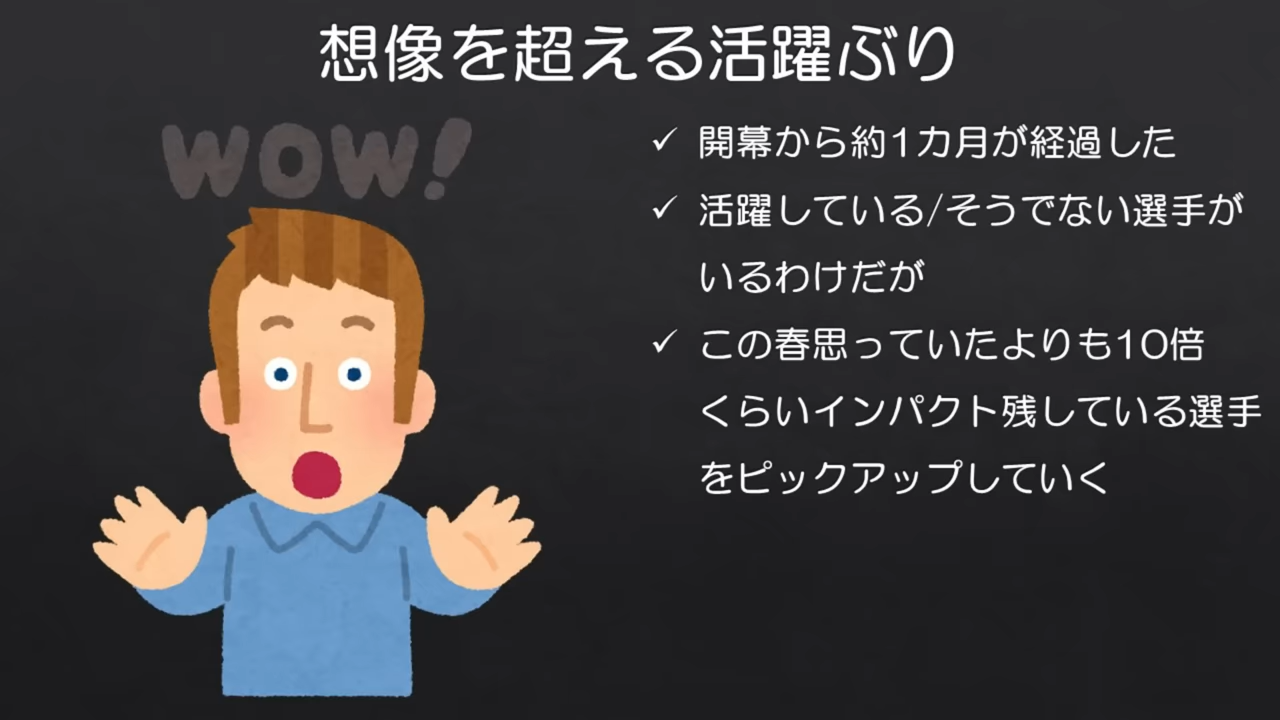 想像を超える活躍ぶり
WOW!
✓ 開幕から約1カ月が経過した
✓ 活躍している/そうでない選手が
いるわけだが
✓ この春思っていたよりも10倍
くらいインパクト残している選手
をピックアップしていく